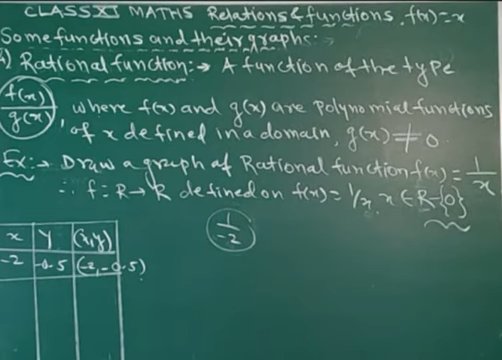 CLASS XI MATHS Relations & functions. f(x)=x
Some functions and their graphs:→
4) Rational function:→ A function of the type
f(x)/g(x), where f(x) and g(x) are polynomial functions
of x defined in a domain, g(x) ≠ 0.
Ex:→ Draw a graph of Rational function f(x) = 1/x
∴ f: R→R defined on f(x) = 1/x, x ∈ R-{0}
1/-2
x y (x,y)
-2 -0.5 (-2,-0.5)